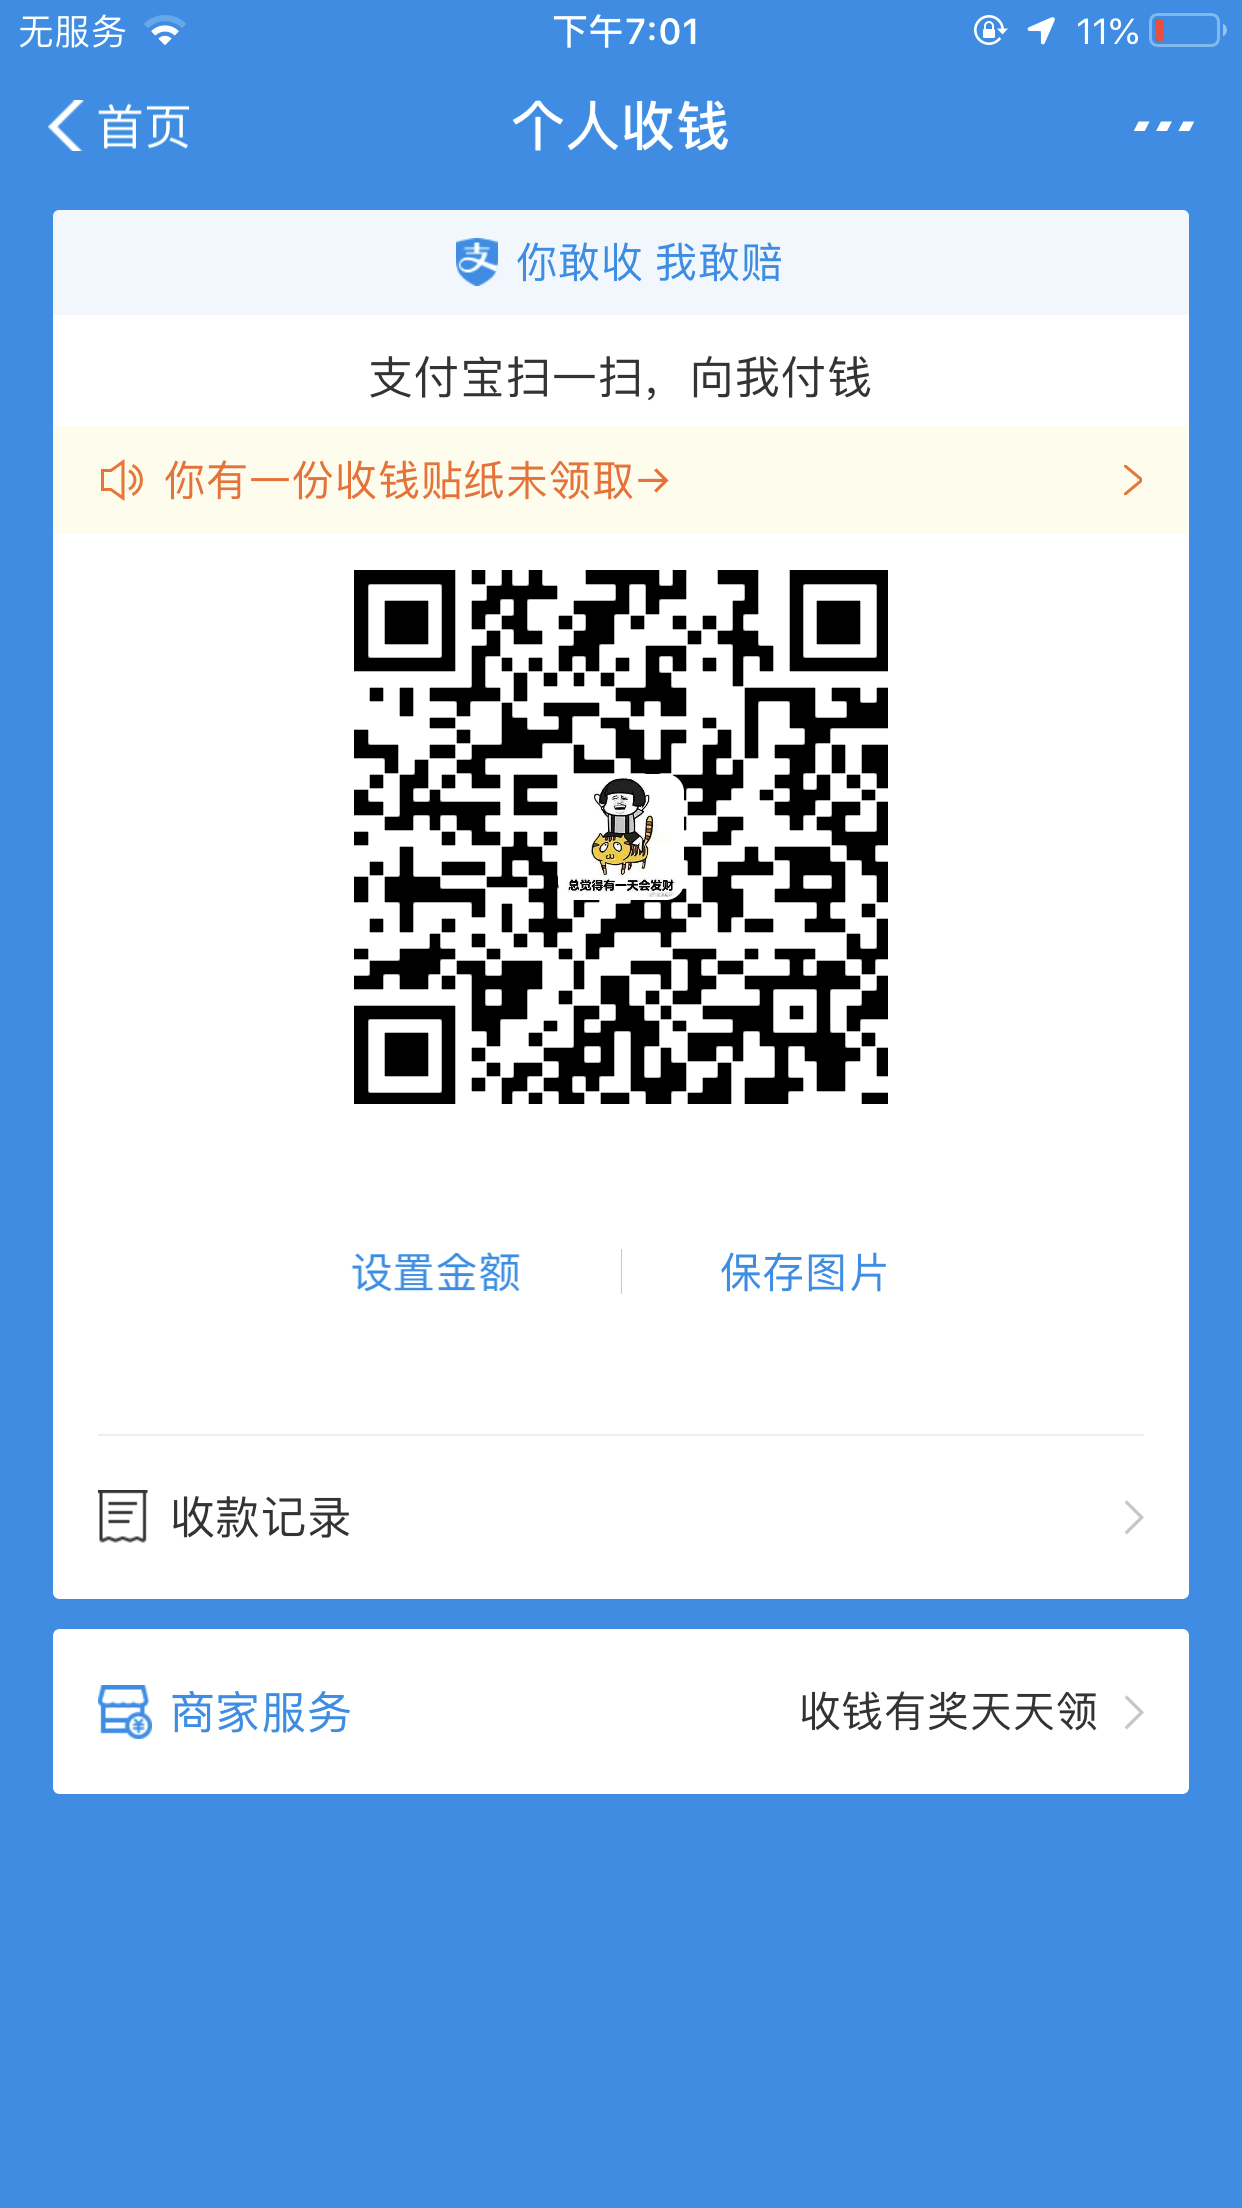 无服务 下午7:01 11%
首页 个人收钱
你敢收 我敢赔
支付宝扫一扫，向我付钱
你有一份收钱贴纸未领取→
总觉得有一天会发财
设置金额 保存图片
收款记录
商家服务 收钱有奖天天领